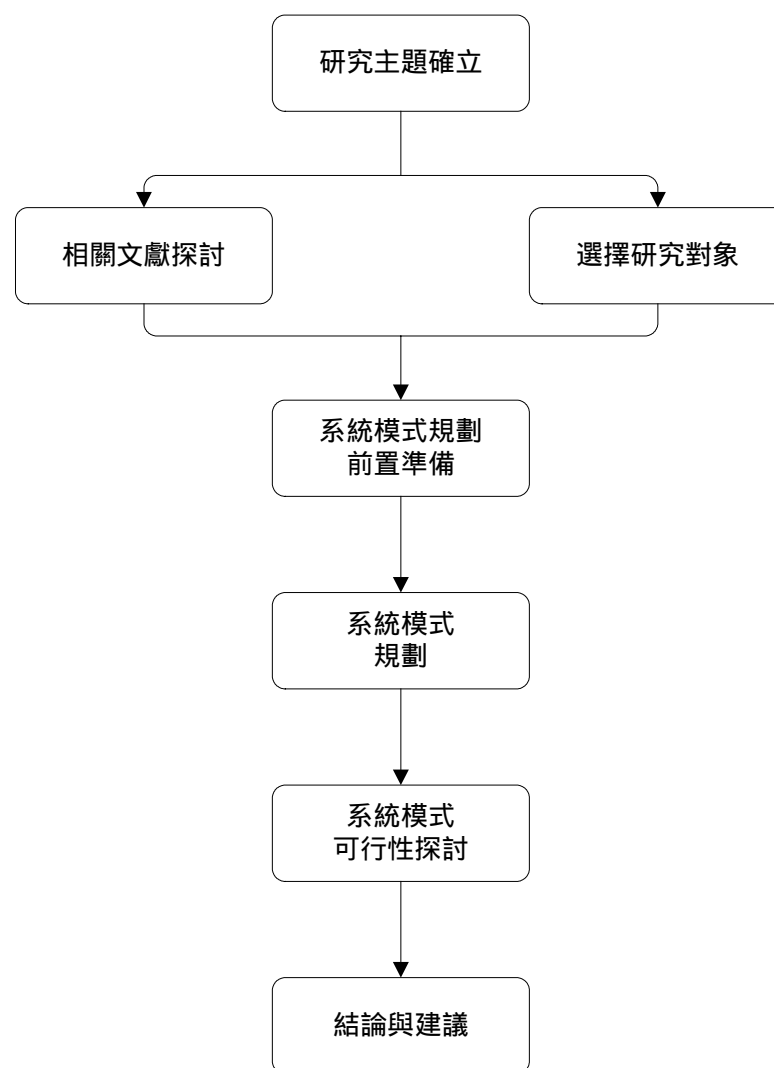 研究主題確立
相關文獻探討
選擇研究對象
系統模式規劃
前置準備
系統模式
規劃
系統模式
可行性探討
結論與建議